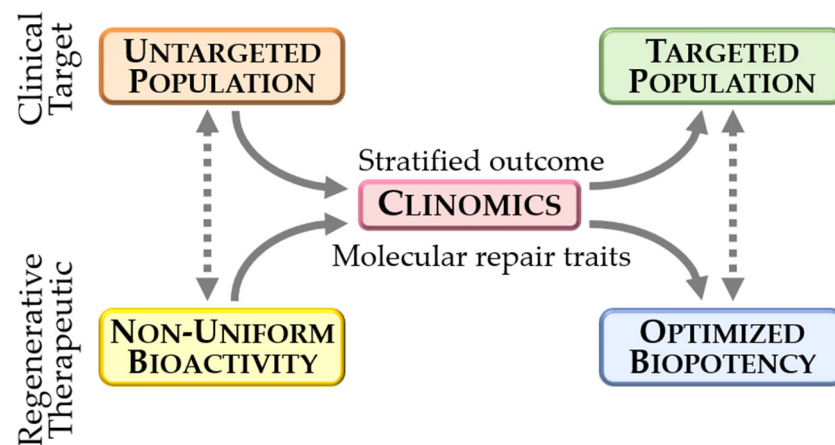 Clinical
Target
UNTARGETED
POPULATION
TARGETED
POPULATION
Stratified outcome
CLINOMICS
Molecular repair traits
Regenerative
Therapeutic
NON-UNIFORM
BIOACTIVITY
OPTIMIZED
BIOPOTENCY